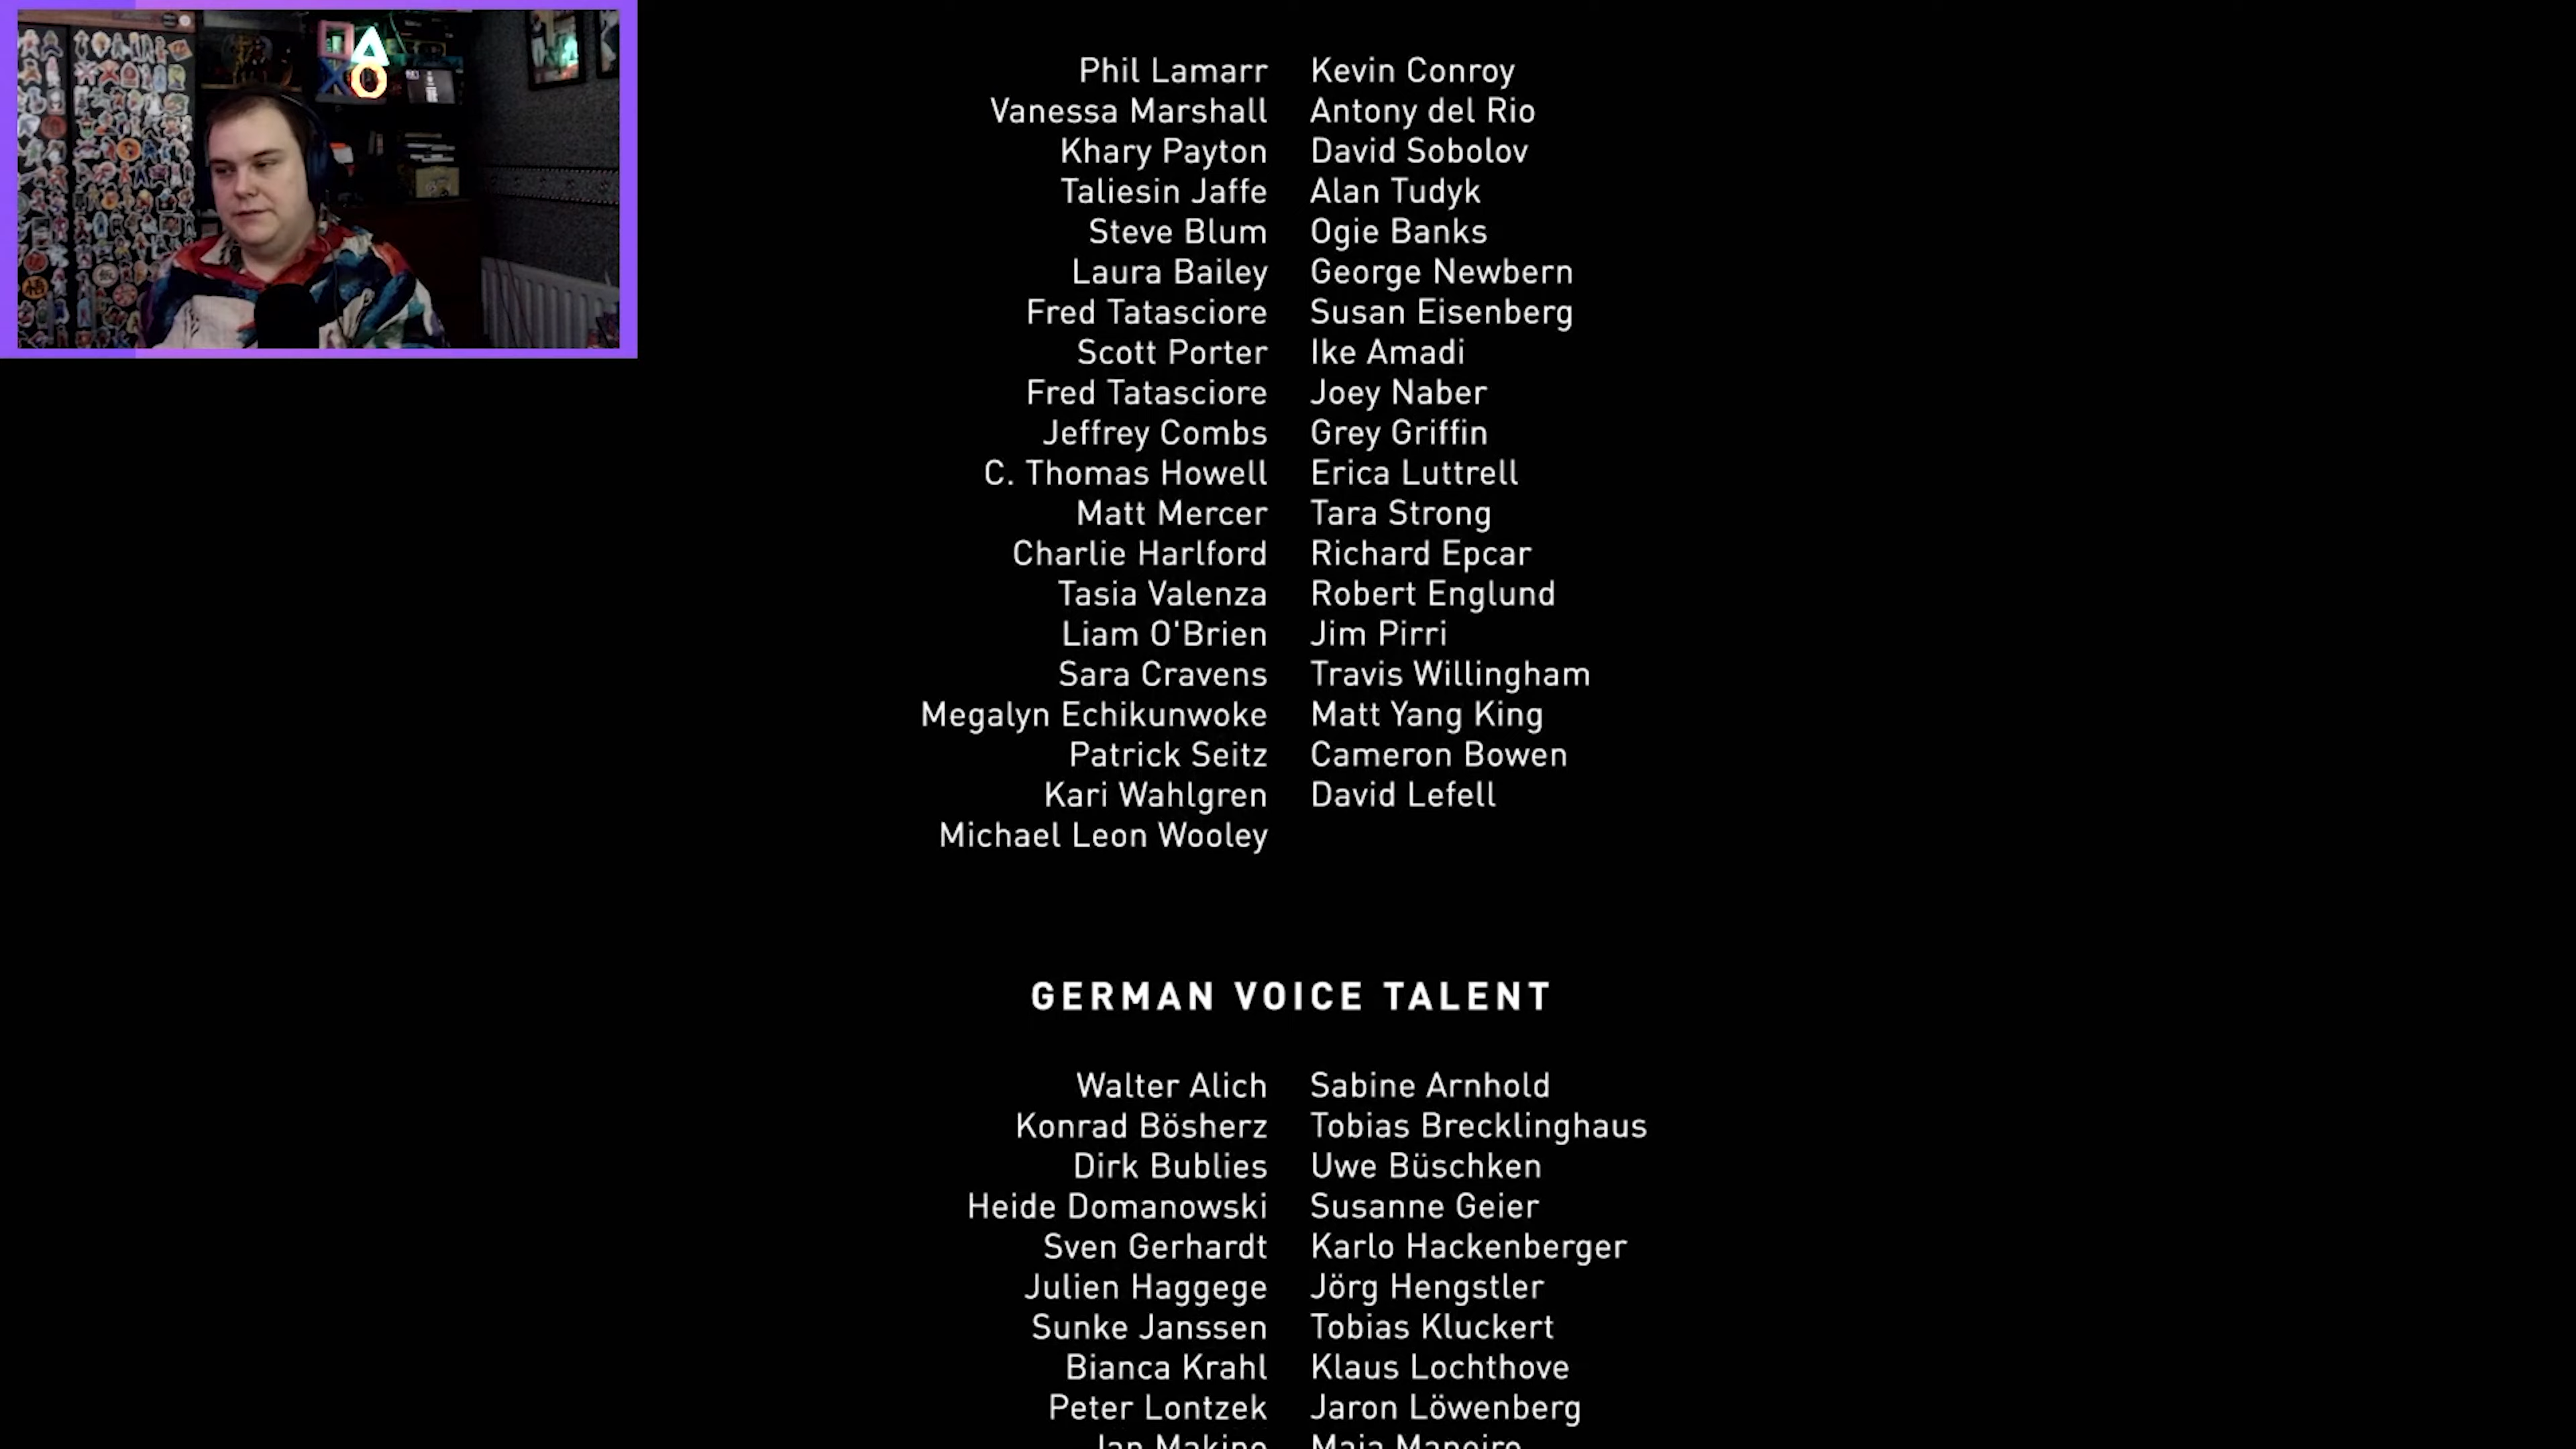 Phil Lamarr Kevin Conroy
Vanessa Marshall Antony del Rio
Khary Payton David Sobolov
Taliesin Jaffe Alan Tudyk
Steve Blum Ogie Banks
Laura Bailey George Newbern
Fred Tatasciore Susan Eisenberg
Scott Porter Ike Amadi
Fred Tatasciore Joey Naber
Jeffrey Combs Grey Griffin
C. Thomas Howell Erica Luttrell
Matt Mercer Tara Strong
Charlie Harlford Richard Epcar
Tasia Valenza Robert Englund
Liam O'Brien Jim Pirri
Sara Cravens Travis Willingham
Megalyn Echikunwoke Matt Yang King
Patrick Seitz Cameron Bowen
Kari Wahlgren David Lefell
Michael Leon Wooley
GERMAN VOICE TALENT
Walter Alich Sabine Arnhold
Konrad Bösherz Tobias Brecklinghaus
Dirk Bublies Uwe Büschken
Heide Domanowski Susanne Geier
Sven Gerhardt Karlo Hackenberger
Julien Haggege Jörg Hengstler
Sunke Janssen Tobias Kluckert
Bianca Krahl Klaus Lochthove
Peter Lontzek Jaron Löwenberg